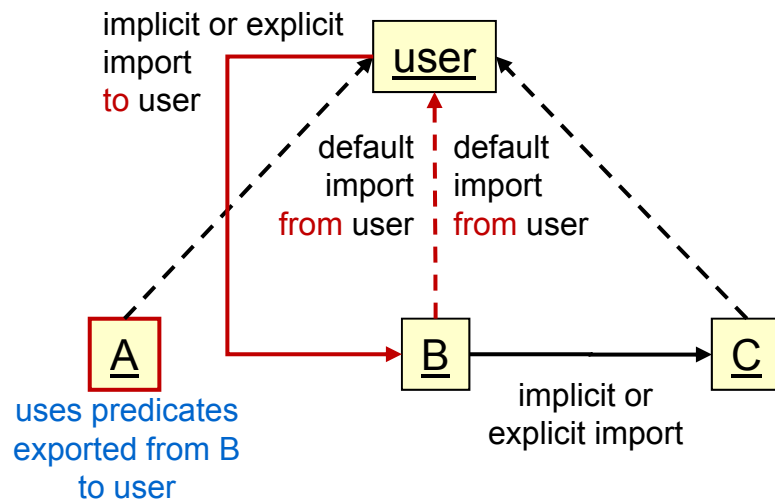 implicit or explicit
import
to user
user
default
import
from user
default
import
from user
A
B
C
uses predicates
exported from B
to user
implicit or
explicit import